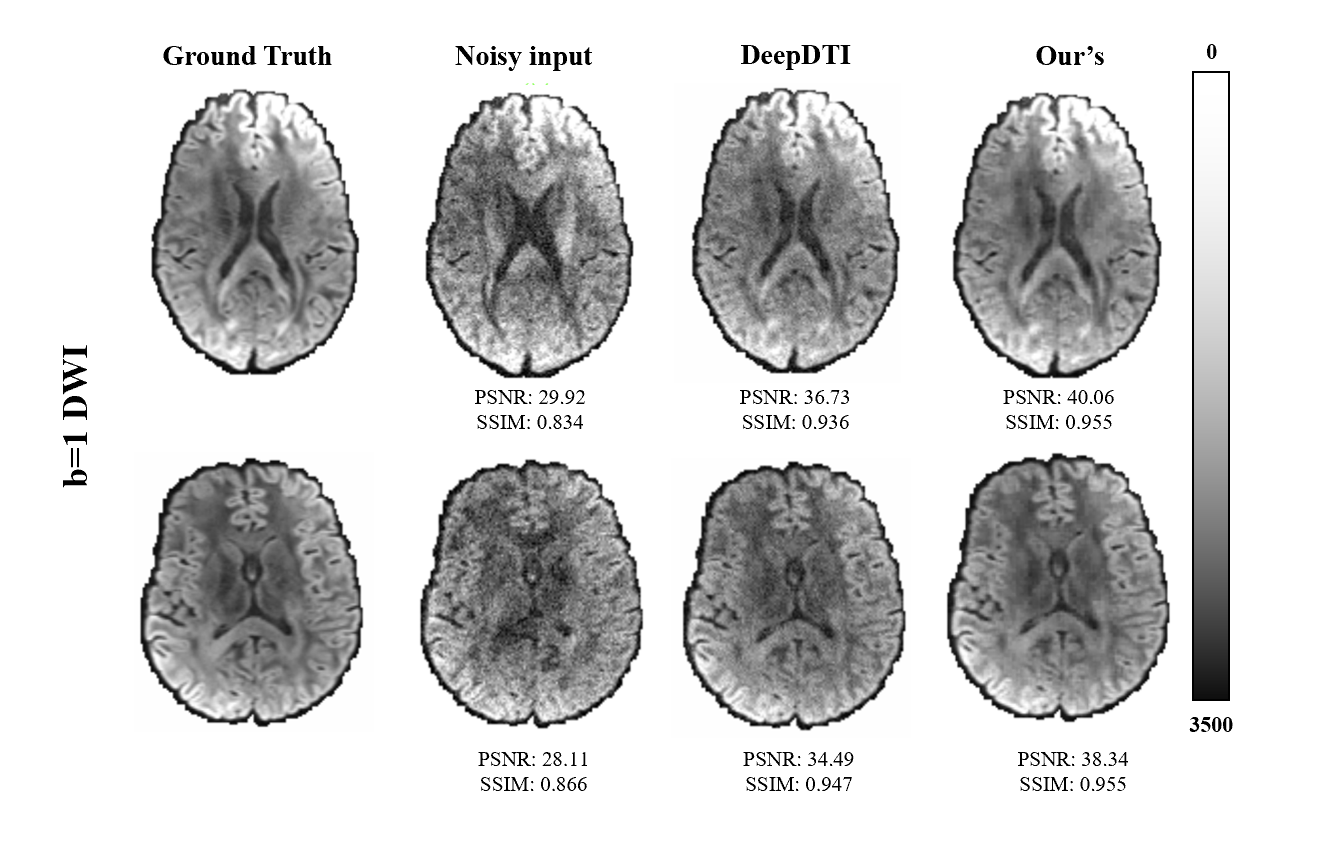 Ground Truth
Noisy input
DeepDTI
Our's
0
b=1 DWI
PSNR: 29.92
SSIM: 0.834
PSNR: 36.73
SSIM: 0.936
PSNR: 40.06
SSIM: 0.955
3500
PSNR: 28.11
SSIM: 0.866
PSNR: 34.49
SSIM: 0.947
PSNR: 38.34
SSIM: 0.955